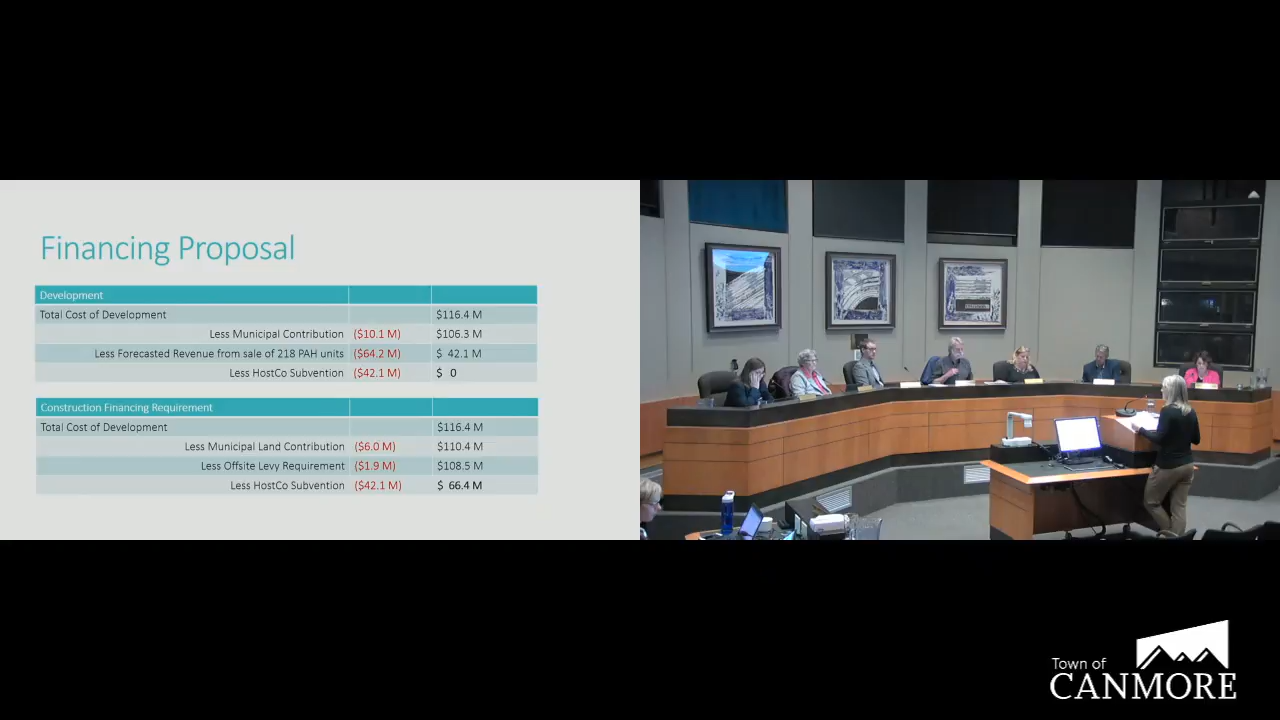 Financing Proposal
Development
Total Cost of Development $116.4 M
Less Municipal Contribution ($10.1 M) $106.3 M
Less Forecasted Revenue from sale of 218 PAH units ($64.2 M) $ 42.1 M
Less HostCo Subvention ($42.1 M) $ 0
Construction Financing Requirement
Total Cost of Development $116.4 M
Less Municipal Land Contribution ($6.0 M) $110.4 M
Less Offsite Levy Requirement ($1.9 M) $108.5 M
Less HostCo Subvention ($42.1 M) $ 66.4 M
Town of
CANMORE